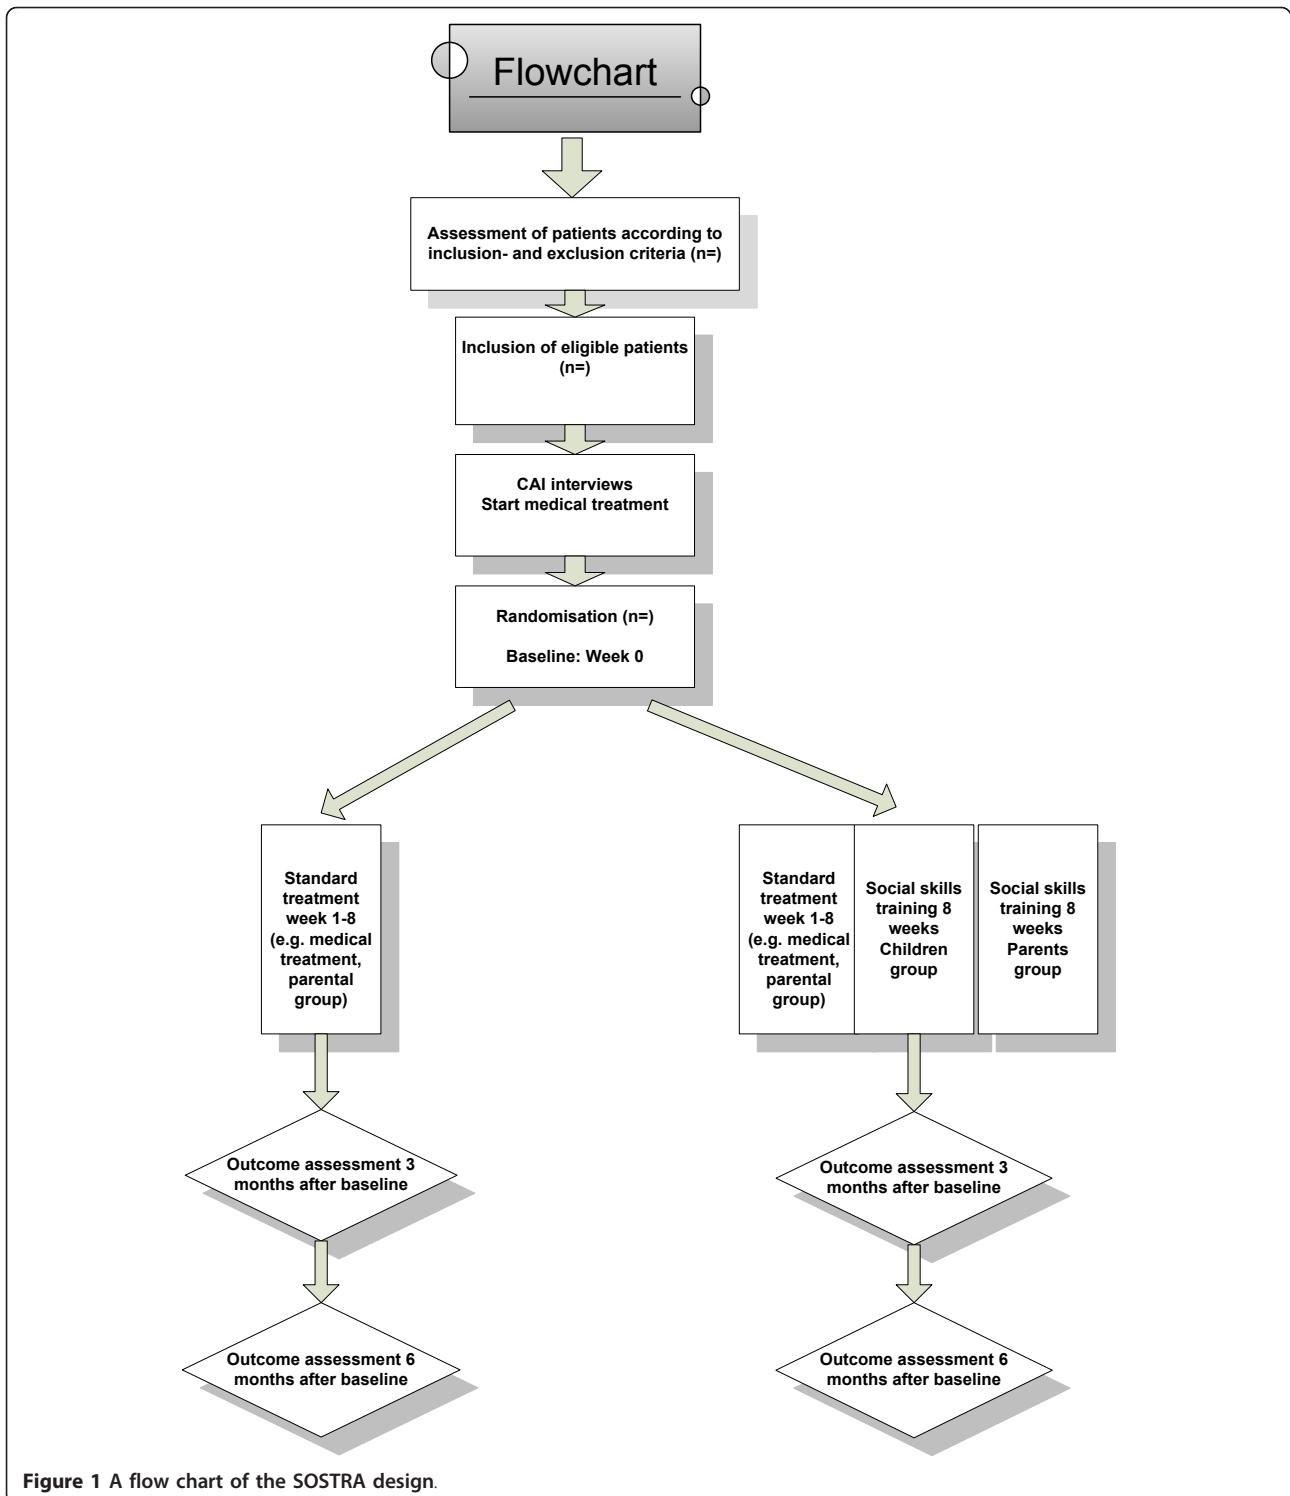 Flowchart
Assessment of patients according to
inclusion- and exclusion criteria (n=)
Inclusion of eligible patients
(n=)
CAI interviews
Start medical treatment
Randomisation (n=)
Baseline: Week 0
Standard
treatment
week 1-8
(e.g. medical
treatment,
parental
group)
Standard
treatment
week 1-8
(e.g. medical
treatment,
parental
group)
Social skills
training 8
weeks
Children
group
Social skills
training 8
weeks
Parents
group
Outcome assessment 3
months after baseline
Outcome assessment 3
months after baseline
Outcome assessment 6
months after baseline
Outcome assessment 6
months after baseline
Figure 1 A flow chart of the SOSTRA design.